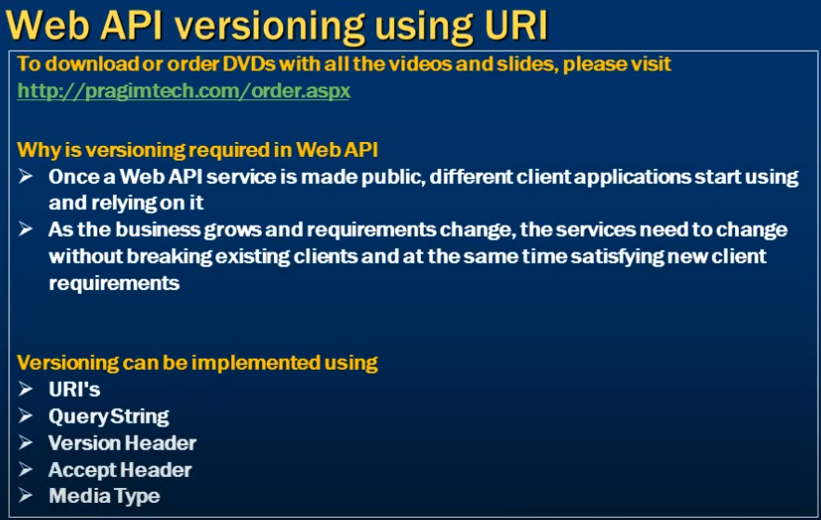 Web API versioning using URI
To download or order DVDs with all the videos and slides, please visit
http://pragimtech.com/order.aspx
Why is versioning required in Web API
➢ Once a Web API service is made public, different client applications start using
and relying on it
➢ As the business grows and requirements change, the services need to change
without breaking existing clients and at the same time satisfying new client
requirements
Versioning can be implemented using
➢ URI's
➢ Query String
➢ Version Header
➢ Accept Header
➢ Media Type